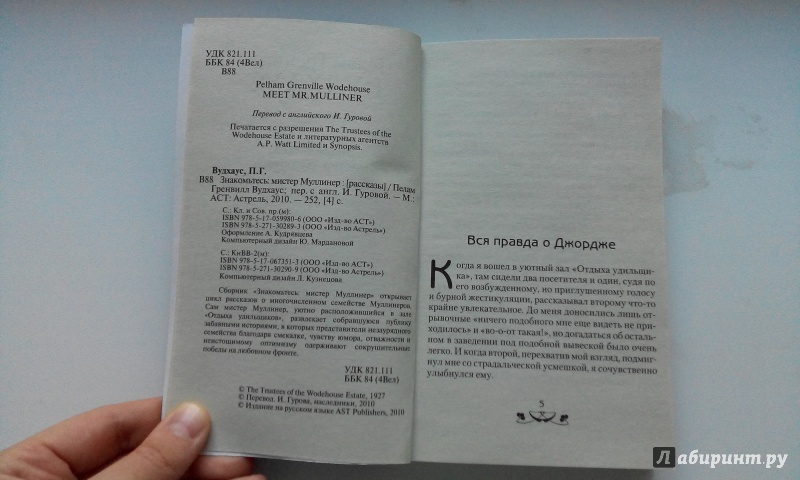 УДК 821.111
ББК 84 (4Вел)
В88
Pelham Grenville Wodehouse
MEET MR.MULLINER
Перевод с английского И. Гуровой
Печатается с разрешения The Trustees of the
Wodehouse Estate и литературных агентств
A.P. Watt Limited и Synopsis.
Вудхаус, П.Г.
В88 Знакомьтесь: мистер Муллинер : [рассказы] / Пелам
Гренвилл Вудхаус; пер. с англ. И. Гуровой. — М.:
АСТ: Астрель, 2010. — 252, [4] с.
С.: Кл. и Сов. пр.(м):
ISBN 978-5-17-059980-6 (ООО «Изд-во АСТ»)
ISBN 978-5-271-30289-3 (ООО «Изд-во Астрель»)
Оформление А. Кудрявцева
Компьютерный дизайн Ю. Мардановой
С.: КнВВ-2(м):
ISBN 978-5-17-067351-3 (ООО «Изд-во АСТ»)
ISBN 978-5-271-30290-9 (ООО «Изд-во Астрель»)
Компьютерный дизайн Л. Кузнецова
Сборник «Знакомьтесь: мистер Муллинер» открывает
цикл рассказов о многочисленном семействе Муллинеров.
Сам мистер Муллинер, уютно расположившийся в зале
«Отдыха удильщиков», развлекает собравшуюся публику
забавными историями, в которых представители незаурядного
семейства благодаря смекалке, чувству юмора, отважности и
неистощимому оптимизму одерживают сокрушительные
победы на любовном фронте.
УДК 821.111
ББК 84 (4Вел)
© The Trustees of the Wodehouse Estate, 1927
© Перевод. И. Гурова, наследники, 2010
© Издание на русском языке AST Publishers, 2010
Вся правда о Джордже
Когда я вошел в уютный зал «Отдыха удильщи-
ка», там сидели два посетителя и один, судя по
его возбужденному, но приглушенному голосу
и бурной жестикуляции, рассказывал второму что-то
крайне увлекательное. До меня доносились лишь от-
рывочные «ничего подобного мне еще видеть не при-
ходилось» и «во-о-от такая!», но догадаться об осталь-
ном в заведении под подобной вывеской было очень
легко. И когда второй, перехватив мой взгляд, подмиг-
нул мне со страдальческой усмешкой, я сочувственно
улыбнулся ему.
5
Лабиринт.ру